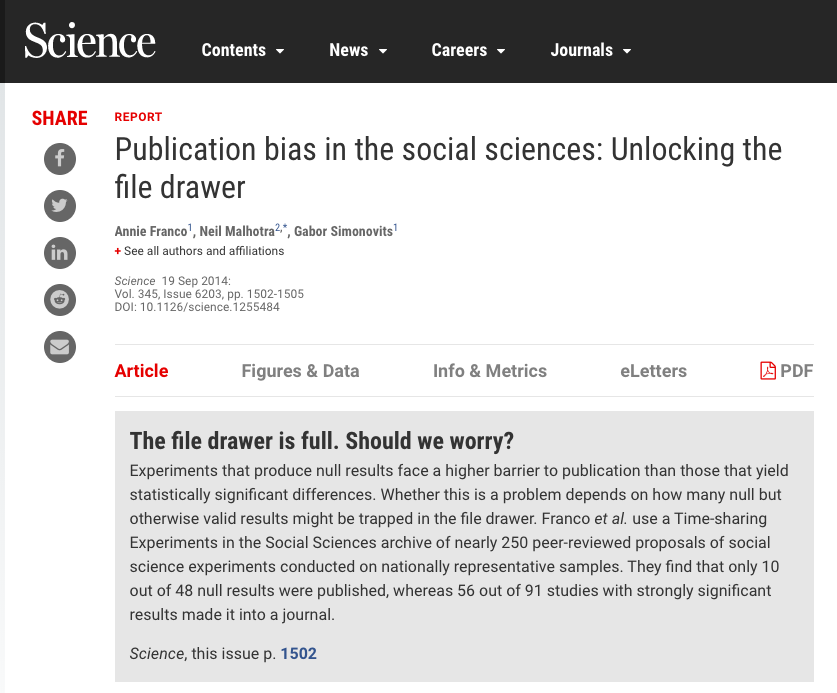 Science
Contents
News
Careers
Journals
SHARE
REPORT
Publication bias in the social sciences: Unlocking the
file drawer
Annie Franco1, Neil Malhotra2,*, Gabor Simonovits1
+ See all authors and affiliations
Science 19 Sep 2014:
Vol. 345, Issue 6203, pp. 1502-1505
DOI: 10.1126/science.1255484
Article
Figures & Data
Info & Metrics
eLetters
PDF
The file drawer is full. Should we worry?
Experiments that produce null results face a higher barrier to publication than those that yield
statistically significant differences. Whether this is a problem depends on how many null but
otherwise valid results might be trapped in the file drawer. Franco et al. use a Time-sharing
Experiments in the Social Sciences archive of nearly 250 peer-reviewed proposals of social
science experiments conducted on nationally representative samples. They find that only 10
out of 48 null results were published, whereas 56 out of 91 studies with strongly significant
results made it into a journal.
Science, this issue p. 1502